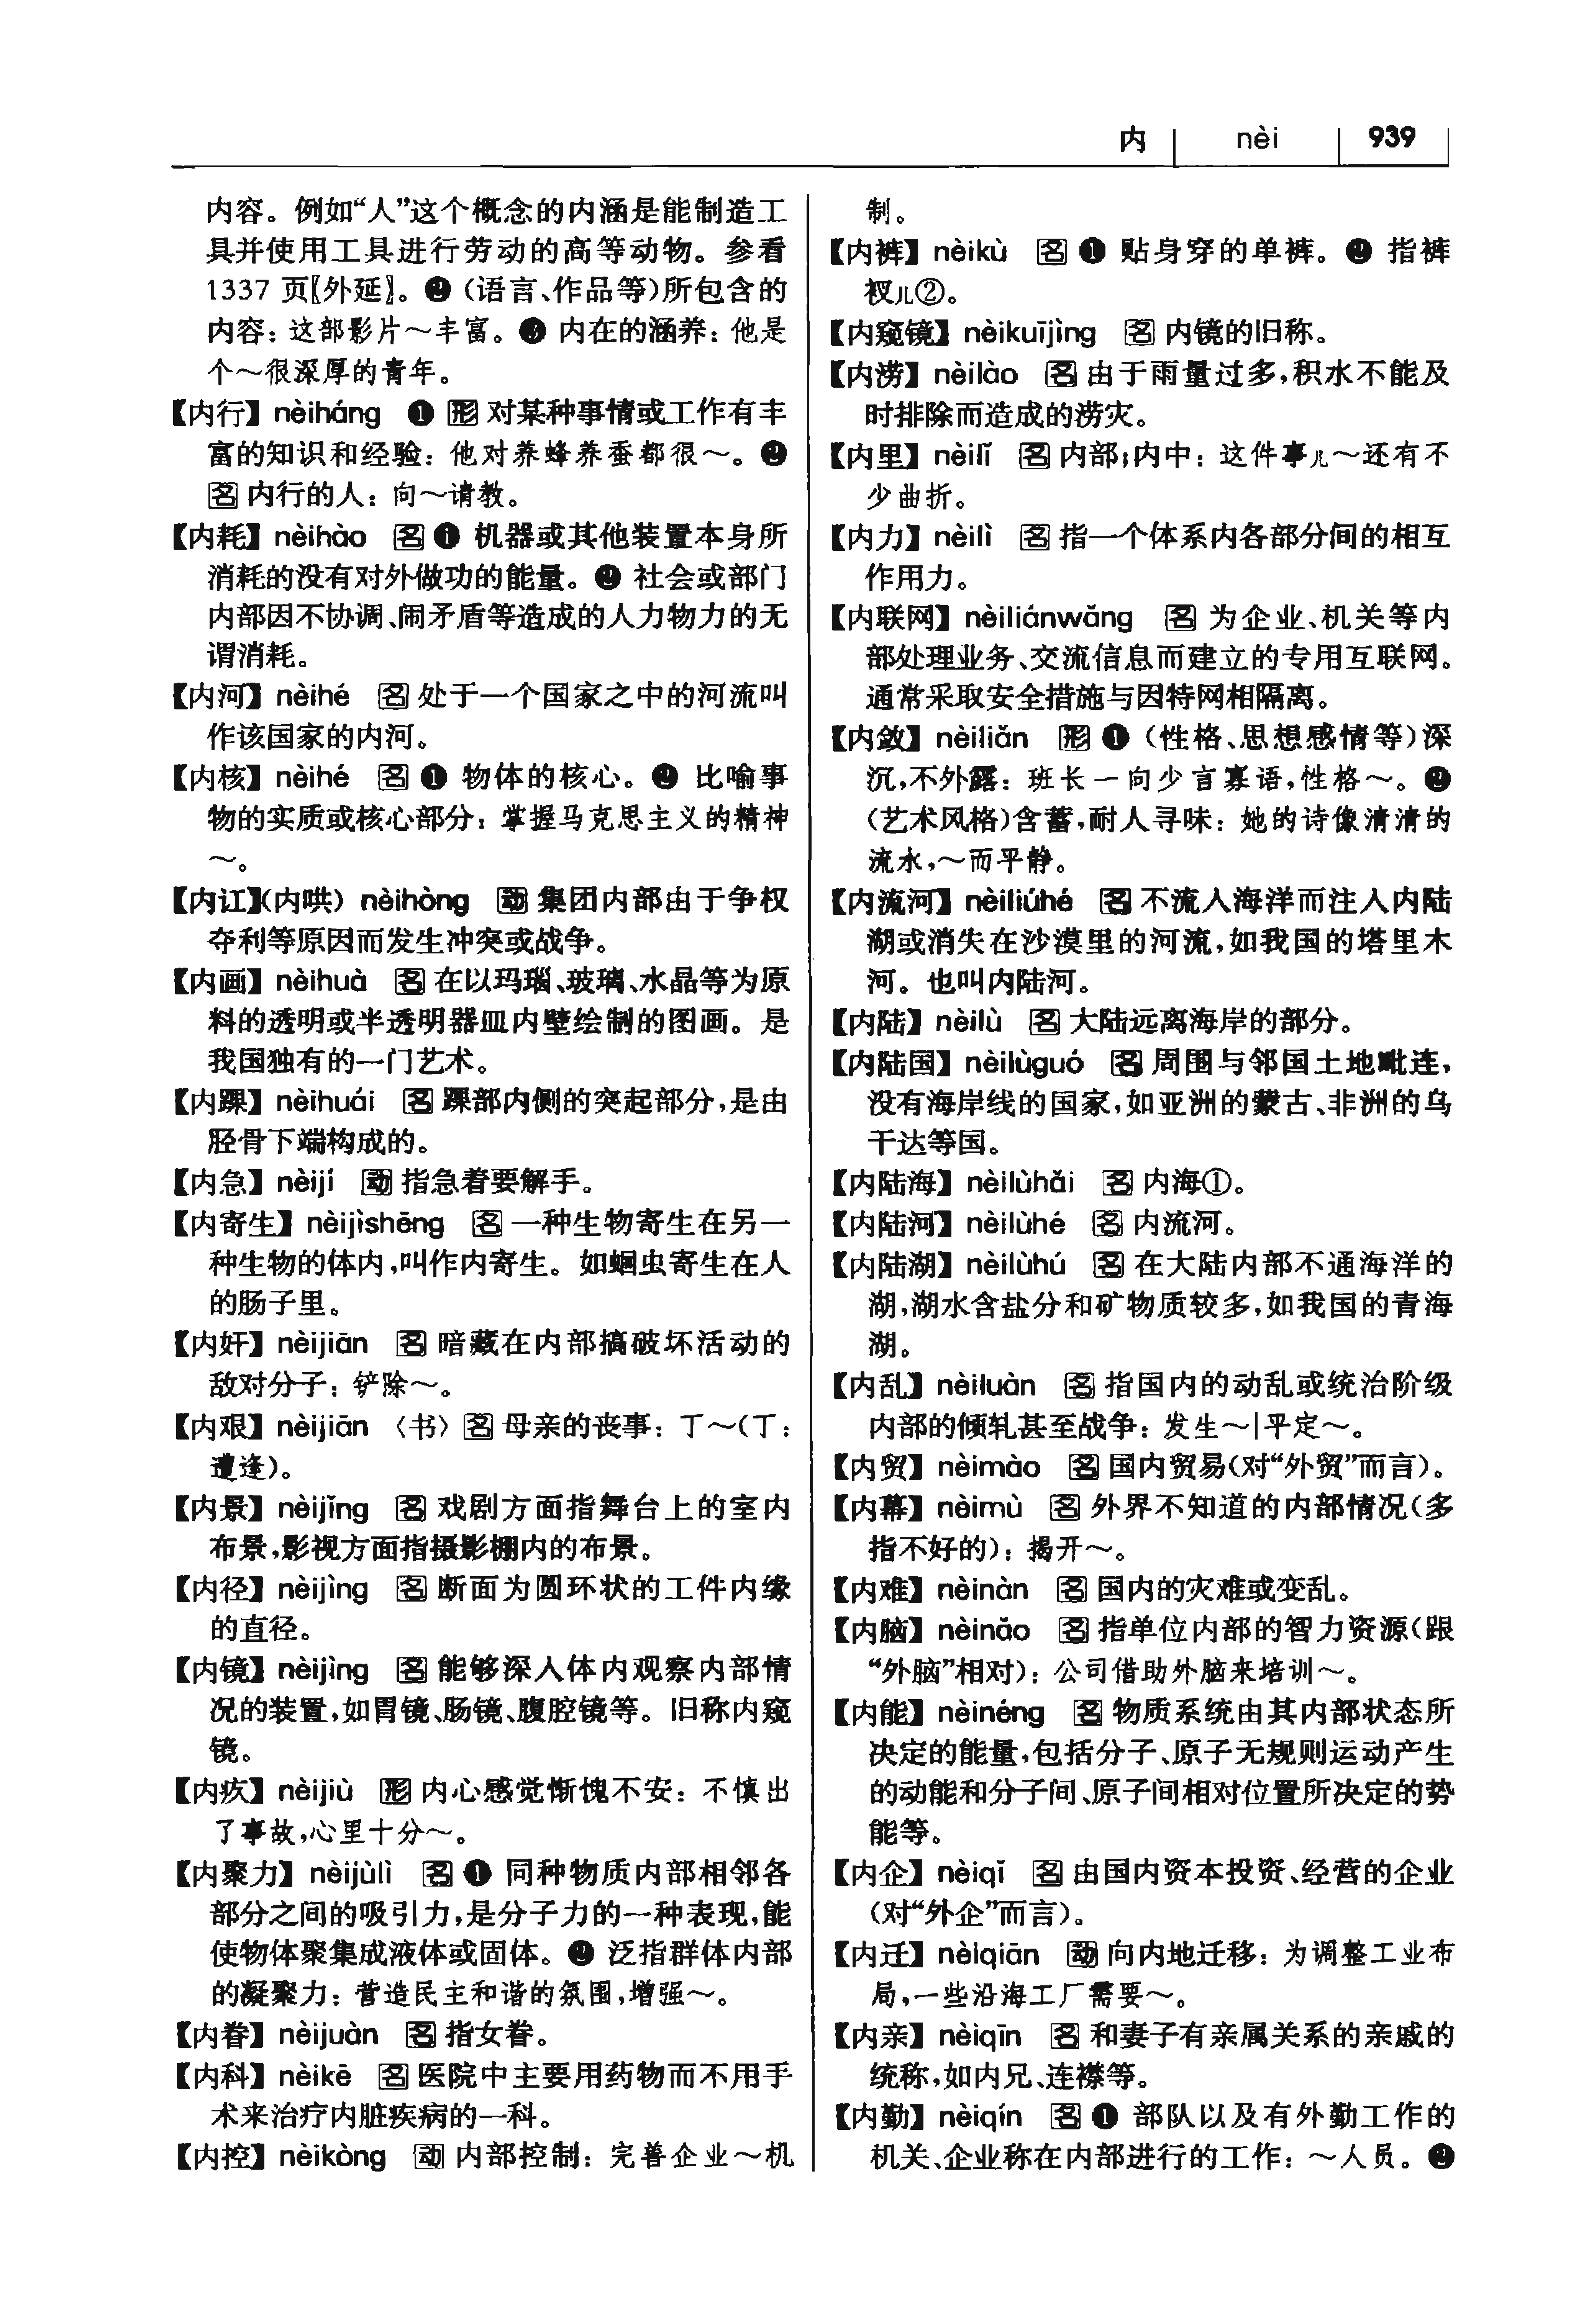 内 nèi 939
内容。例如“人”这个概念的内涵是能制造工
具并使用工具进行劳动的高等动物。参看
1337 页〖外延〗。❷（语言、作品等）所包含的
内容：这部影片～丰富。❸ 内在的涵养：他是
个～很深厚的青年。
【内行】nèiháng ❶ 形 对某种事情或工作有丰
富的知识和经验：他对养蜂养蚕都很～。❷
名 内行的人：向～请教。
【内耗】nèihào 名 ❶ 机器或其他装置本身所
消耗的没有对外做功的能量。❷ 社会或部门
内部因不协调、闹矛盾等造成的人力物力的无
谓消耗。
【内河】nèihé 名 处于一个国家之中的河流叫
作该国家的内河。
【内核】nèihé 名 ❶ 物体的核心。❷ 比喻事
物的实质或核心部分：掌握马克思主义的精神
～。
【内讧】（内哄）nèihòng 动 集团内部由于争权
夺利等原因而发生冲突或战争。
【内画】nèihuà 名 在以玛瑙、玻璃、水晶等为原
料的透明或半透明器皿内壁绘制的图画。是
我国独有的一门艺术。
【内踝】nèihuái 名 踝部内侧的突起部分，是由
胫骨下端构成的。
【内急】nèijí 动 指急着要解手。
【内寄生】nèijìshēng 名 一种生物寄生在另一
种生物的体内，叫作内寄生。如蛔虫寄生在人
的肠子里。
【内奸】nèijiān 名 暗藏在内部搞破坏活动的
敌对分子：铲除～。
【内艰】nèijiān 〈书〉名 母亲的丧事：丁～（丁：
遭逢）。
【内景】nèijǐng 名 戏剧方面指舞台上的室内
布景，影视方面指摄影棚内的布景。
【内径】nèijìng 名 断面为圆环状的工件内缘
的直径。
【内镜】nèijìng 名 能够深入体内观察内部情
况的装置，如胃镜、肠镜、腹腔镜等。旧称内窥
镜。
【内疚】nèijiù 形 内心感觉惭愧不安：不慎出
了事故，心里十分～。
【内聚力】nèijùlì 名 ❶ 同种物质内部相邻各
部分之间的吸引力，是分子力的一种表现，能
使物体聚集成液体或固体。❷ 泛指群体内部
的凝聚力：营造民主和谐的氛围，增强～。
【内眷】nèijuàn 名 指女眷。
【内科】nèikē 名 医院中主要用药物而不用手
术来治疗内脏疾病的一科。
【内控】nèikòng 动 内部控制：完善企业～机
制。
【内裤】nèikù 名 ❶ 贴身穿的单裤。❷ 指裤
衩儿②。
【内窥镜】nèikuījìng 名 内镜的旧称。
【内涝】nèilào 名 由于雨量过多，积水不能及
时排除而造成的涝灾。
【内里】nèilǐ 名 内部；内中：这件事儿～还有不
少曲折。
【内力】nèilì 名 指一个体系内各部分间的相互
作用力。
【内联网】nèiliánwǎng 名 为企业、机关等内
部处理业务、交流信息而建立的专用互联网。
通常采取安全措施与因特网相隔离。
【内敛】nèiliǎn 形 ❶（性格、思想感情等）深
沉，不外露：班长一向少言寡语，性格～。❷
（艺术风格）含蓄，耐人寻味：她的诗像清清的
流水，～而平静。
【内流河】nèiliúhé 名 不流入海洋而注入内陆
湖或消失在沙漠里的河流，如我国的塔里木
河。也叫内陆河。
【内陆】nèilù 名 大陆远离海岸的部分。
【内陆国】nèilùguó 名 周围与邻国土地毗连，
没有海岸线的国家，如亚洲的蒙古、非洲的乌
干达等国。
【内陆海】nèilùhǎi 名 内海①。
【内陆河】nèilùhé 名 内流河。
【内陆湖】nèilùhú 名 在大陆内部不通海洋的
湖，湖水含盐分和矿物质较多，如我国的青海
湖。
【内乱】nèiluàn 名 指国内的动乱或统治阶级
内部的倾轧甚至战争：发生～|平定～。
【内贸】nèimào 名 国内贸易（对“外贸”而言）。
【内幕】nèimù 名 外界不知道的内部情况（多
指不好的）：揭开～。
【内难】nèinàn 名 国内的灾难或变乱。
【内脑】nèinǎo 名 指单位内部的智力资源（跟
“外脑”相对）：公司借助外脑来培训～。
【内能】nèinéng 名 物质系统由其内部状态所
决定的能量，包括分子、原子无规则运动产生
的动能和分子间、原子间相对位置所决定的势
能等。
【内企】nèiqǐ 名 由国内资本投资、经营的企业
（对“外企”而言）。
【内迁】nèiqiān 动 向内地迁移：为调整工业布
局，一些沿海工厂需要～。
【内亲】nèiqīn 名 和妻子有亲属关系的亲戚的
统称，如内兄、连襟等。
【内勤】nèiqín 名 ❶ 部队以及有外勤工作的
机关、企业称在内部进行的工作：～人员。❷